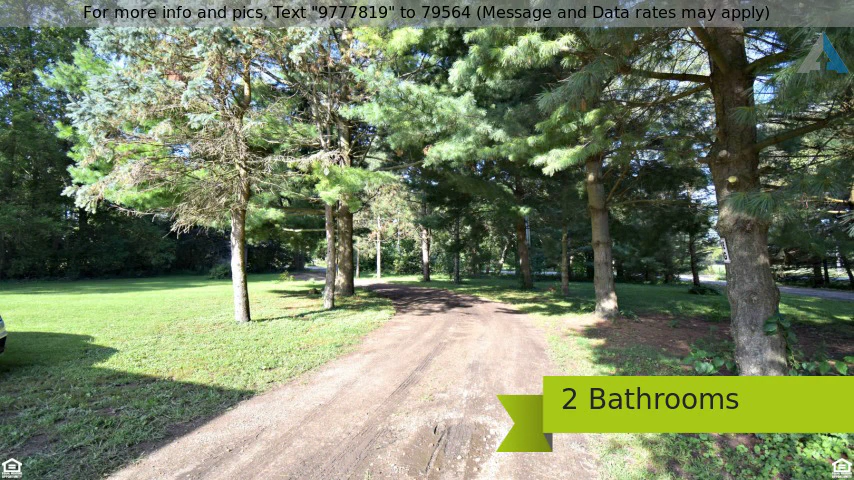 For more info and pics, Text "9777819" to 79564 (Message and Data rates may apply)
2 Bathrooms